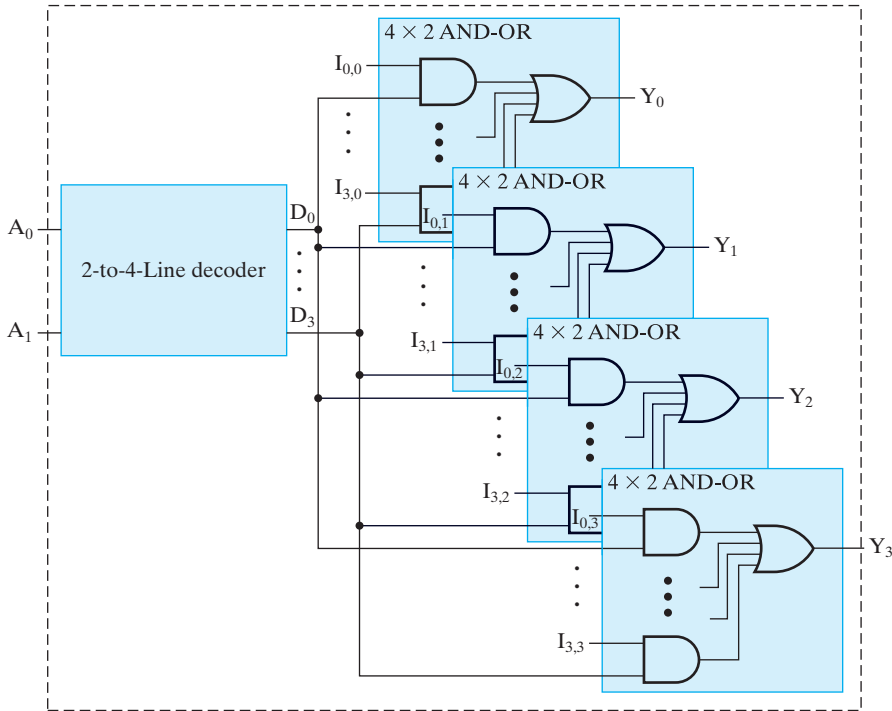 4 × 2 AND-OR
I0,0
Y0
I3,0
4 × 2 AND-OR
I0,1
Y1
A0
2-to-4-Line decoder
D0
A1
D3
I3,1
4 × 2 AND-OR
I0,2
Y2
I3,2
4 × 2 AND-OR
I0,3
Y3
I3,3